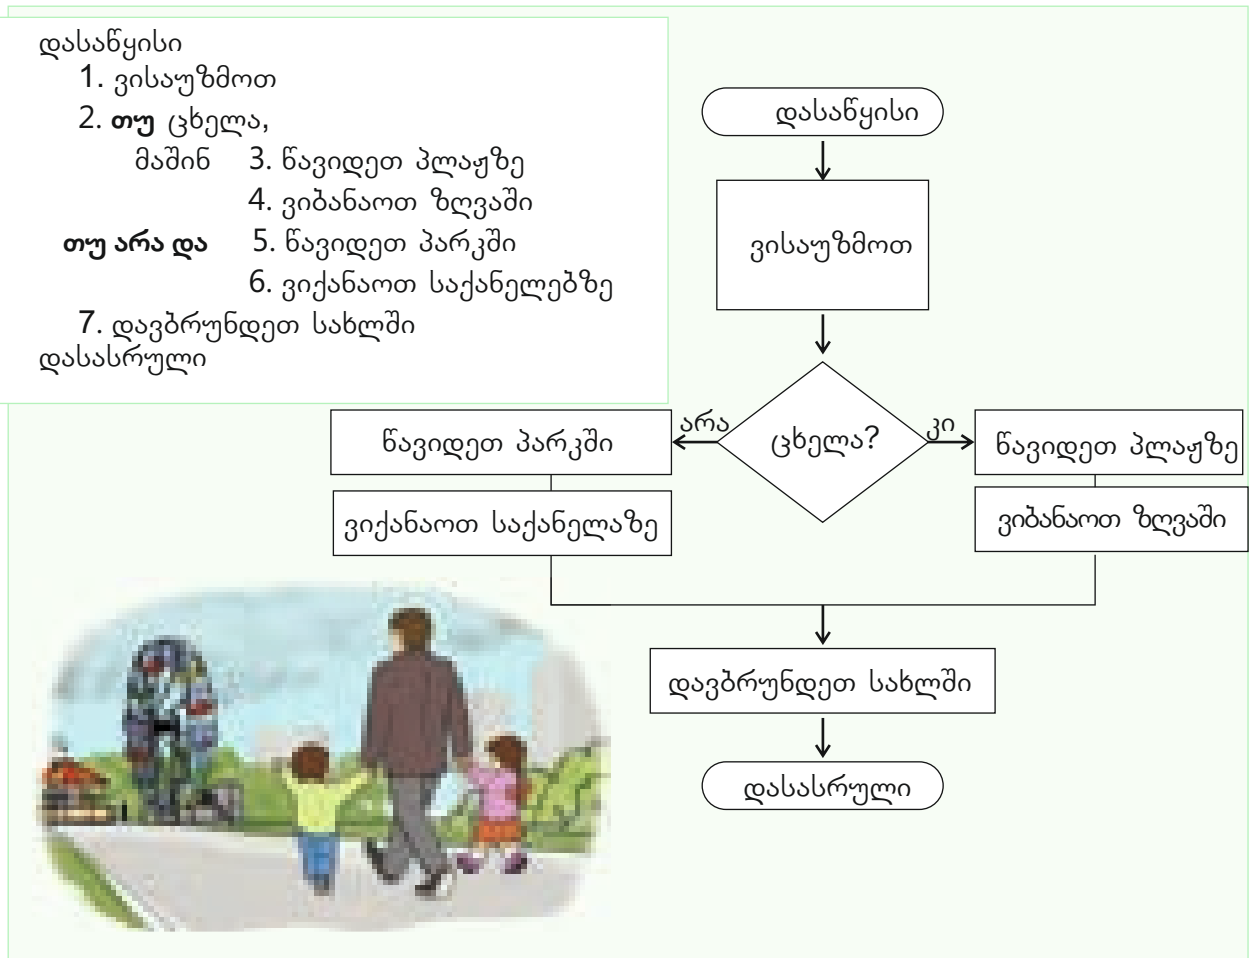 დასაწყისი
1. ვისაუზმოთ
2. თუ ცხელა,
მაშინ 3. წავიდეთ პლაჟზე
4. ვიბანაოთ ზღვაში
თუ არა და 5. წავიდეთ პარკში
6. ვიქანაოთ საქანელებზე
7. დავბრუნდეთ სახლში
დასასრული
დასაწყისი
ვისაუზმოთ
ცხელა?
არა
კი
წავიდეთ პარკში
ვიქანაოთ საქანელაზე
წავიდეთ პლაჟზე
ვიბანაოთ ზღვაში
დავბრუნდეთ სახლში
დასასრული